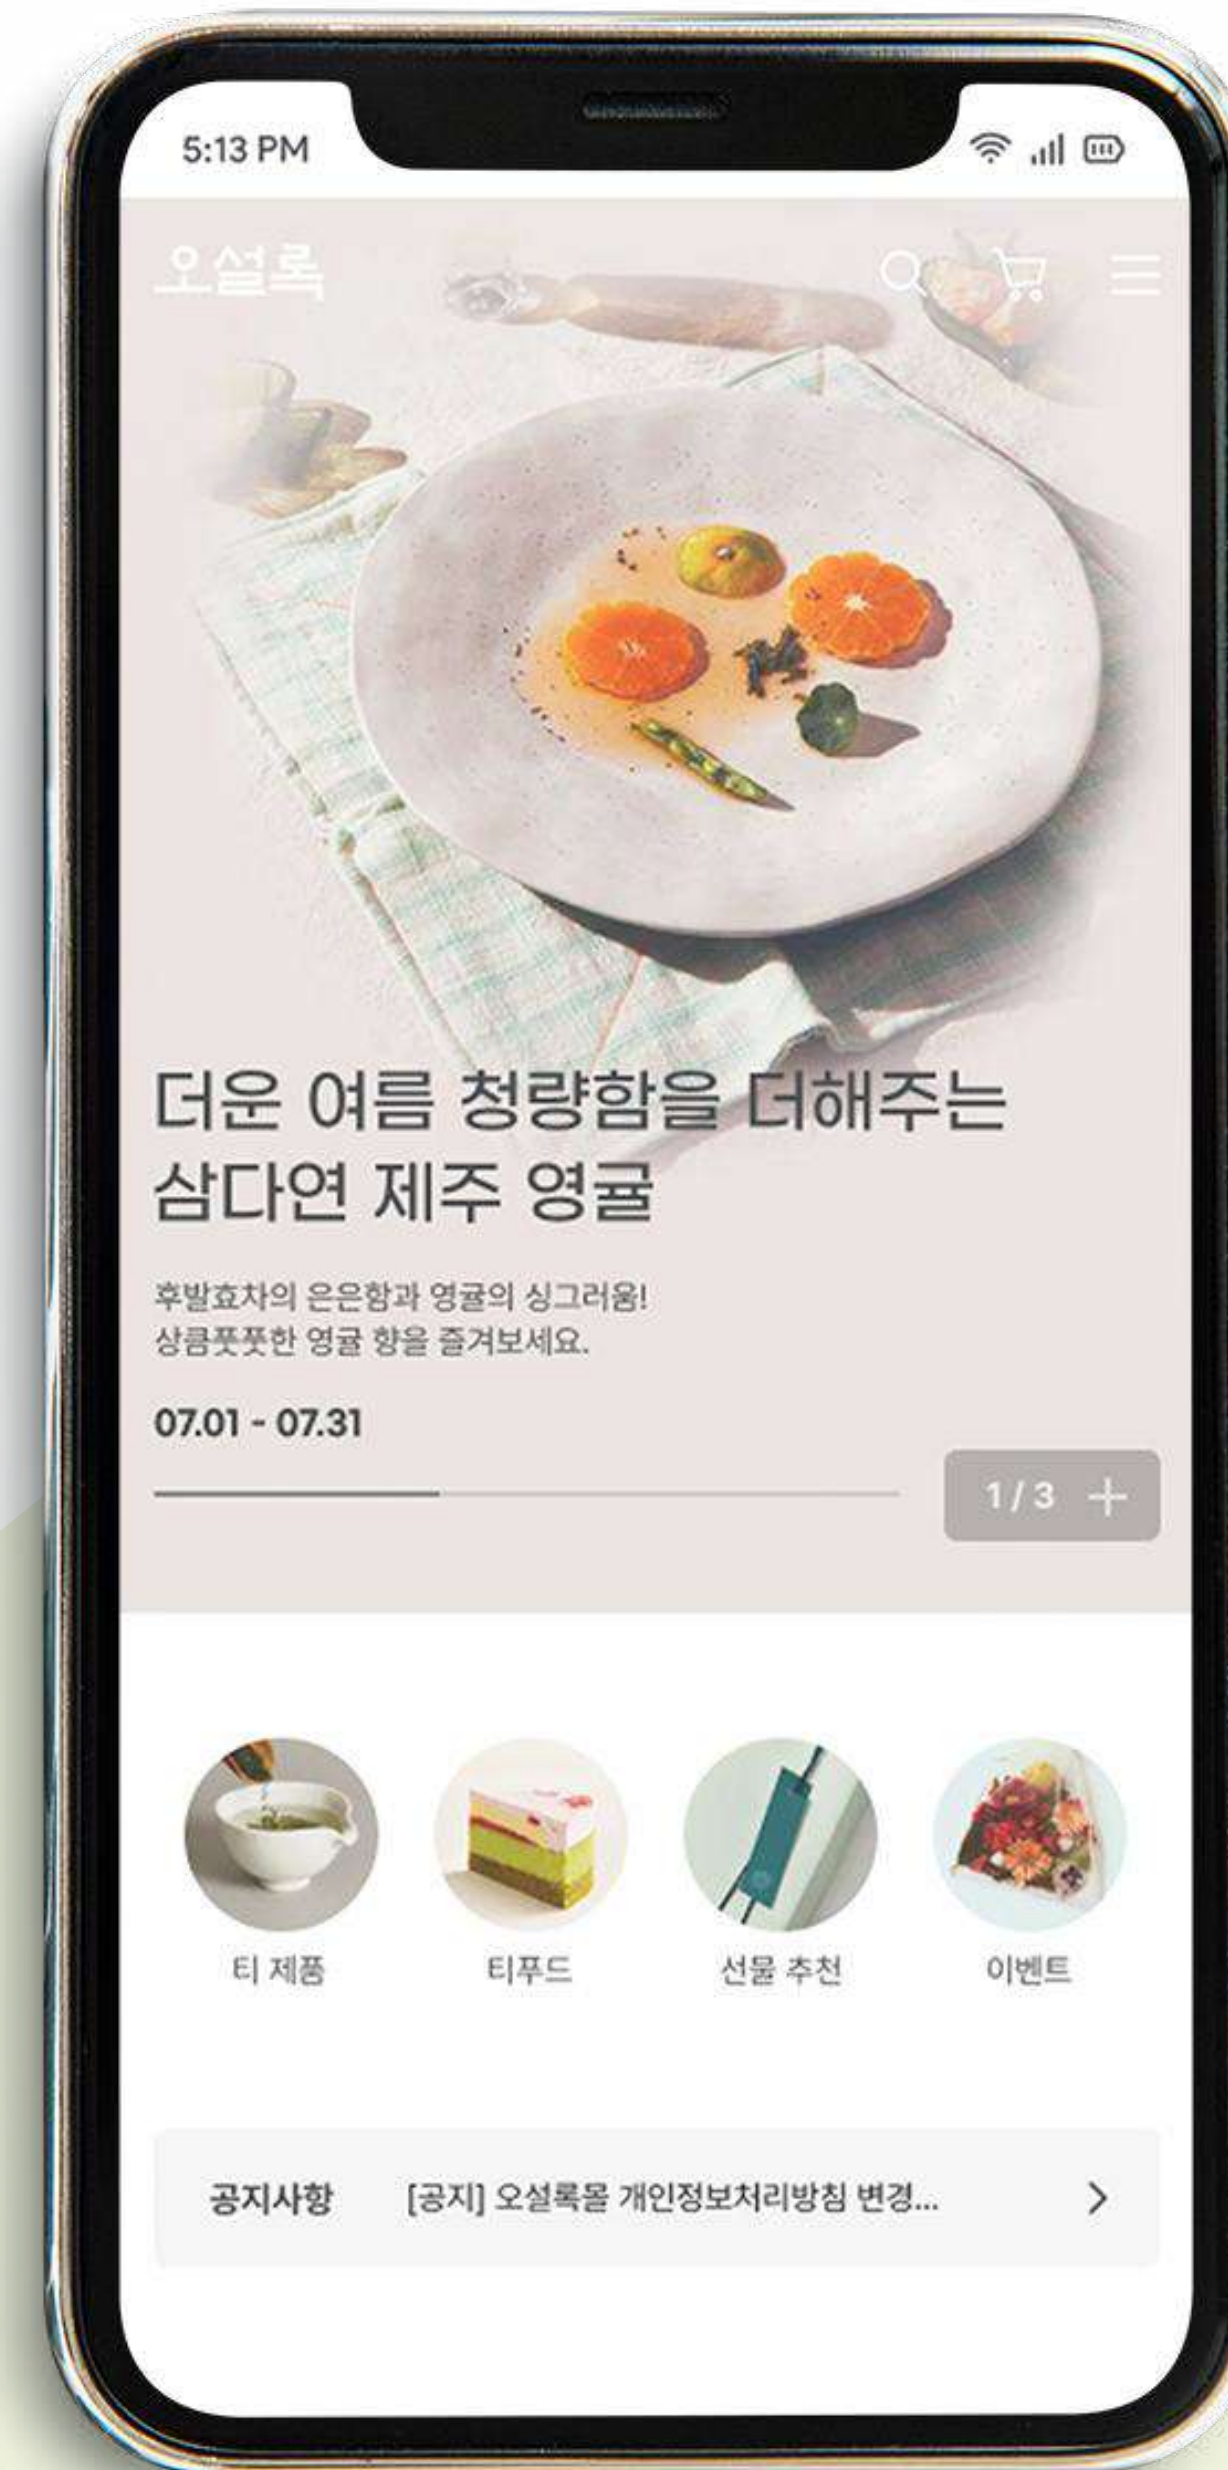 5:13 PM
오설록
더운 여름 청량함을 더해주는
삼다연 제주 영귤
후발효차의 은은함과 영귤의 싱그러움!
상큼풋풋한 영귤 향을 즐겨보세요.
07.01 - 07.31
1 / 3
티 제품
티푸드
선물 추천
이벤트
공지사항 [공지] 오설록몰 개인정보처리방침 변경...